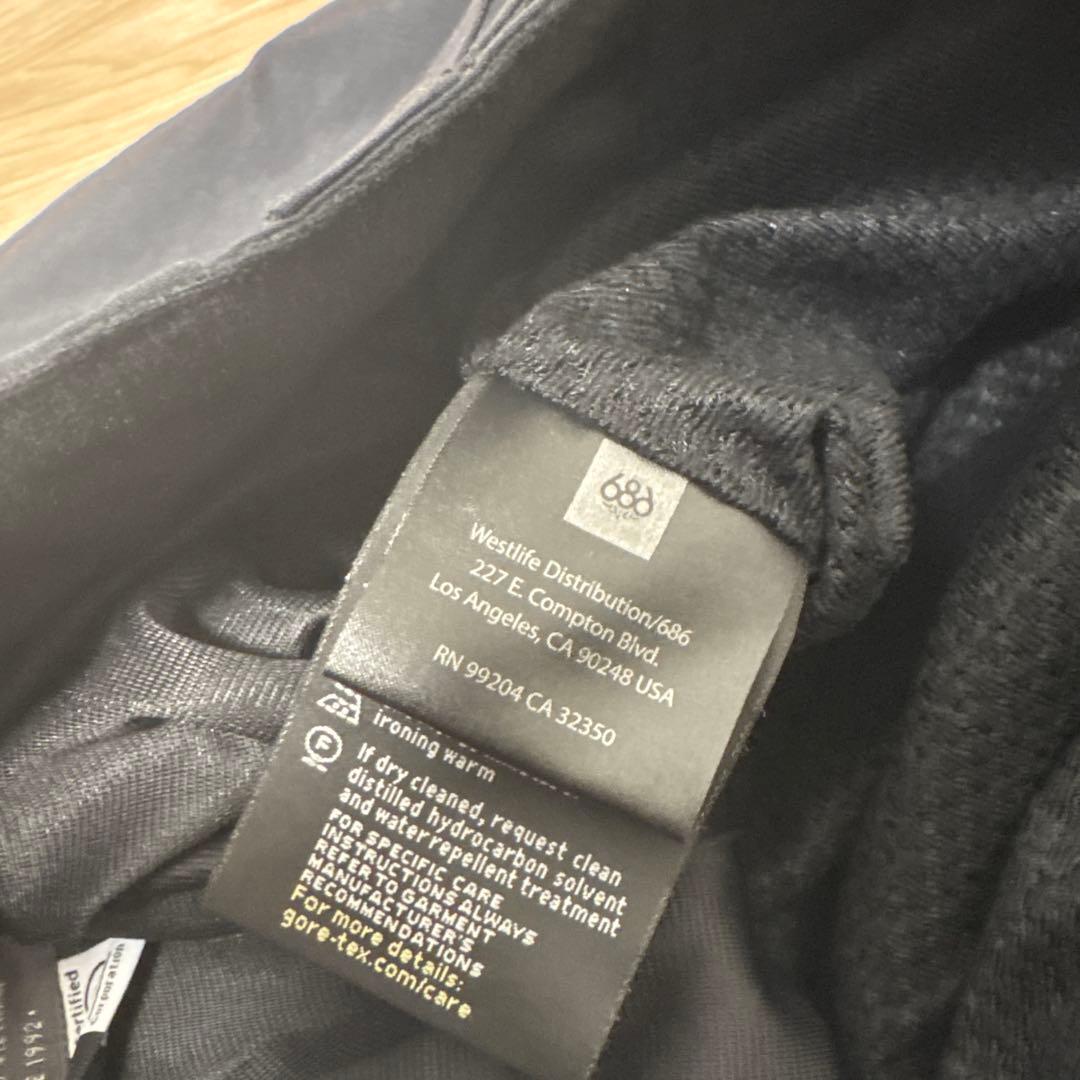 686
Westlife Distribution/686
227 E. Compton Blvd.
Los Angeles, CA 90248 USA
RN 99204 CA 32350
ironing warm
F
If dry cleaned, request clean
distilled hydrocarbon solvent
and water repellent treatment
FOR SPECIFIC CARE
INSTRUCTIONS ALWAYS
REFER TO GARMENT
MANUFACTURER'S
RECOMMENDATIONS
For more details:
gore-tex.com/care
1992